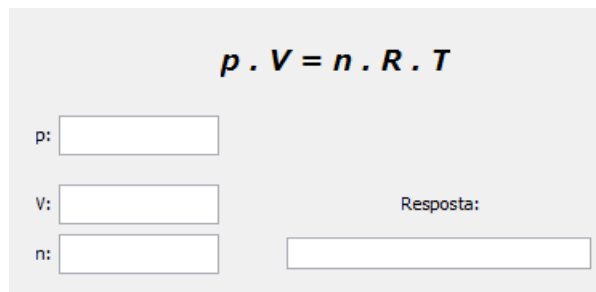 p . V = n . R . T
p:
V:
Resposta:
n: